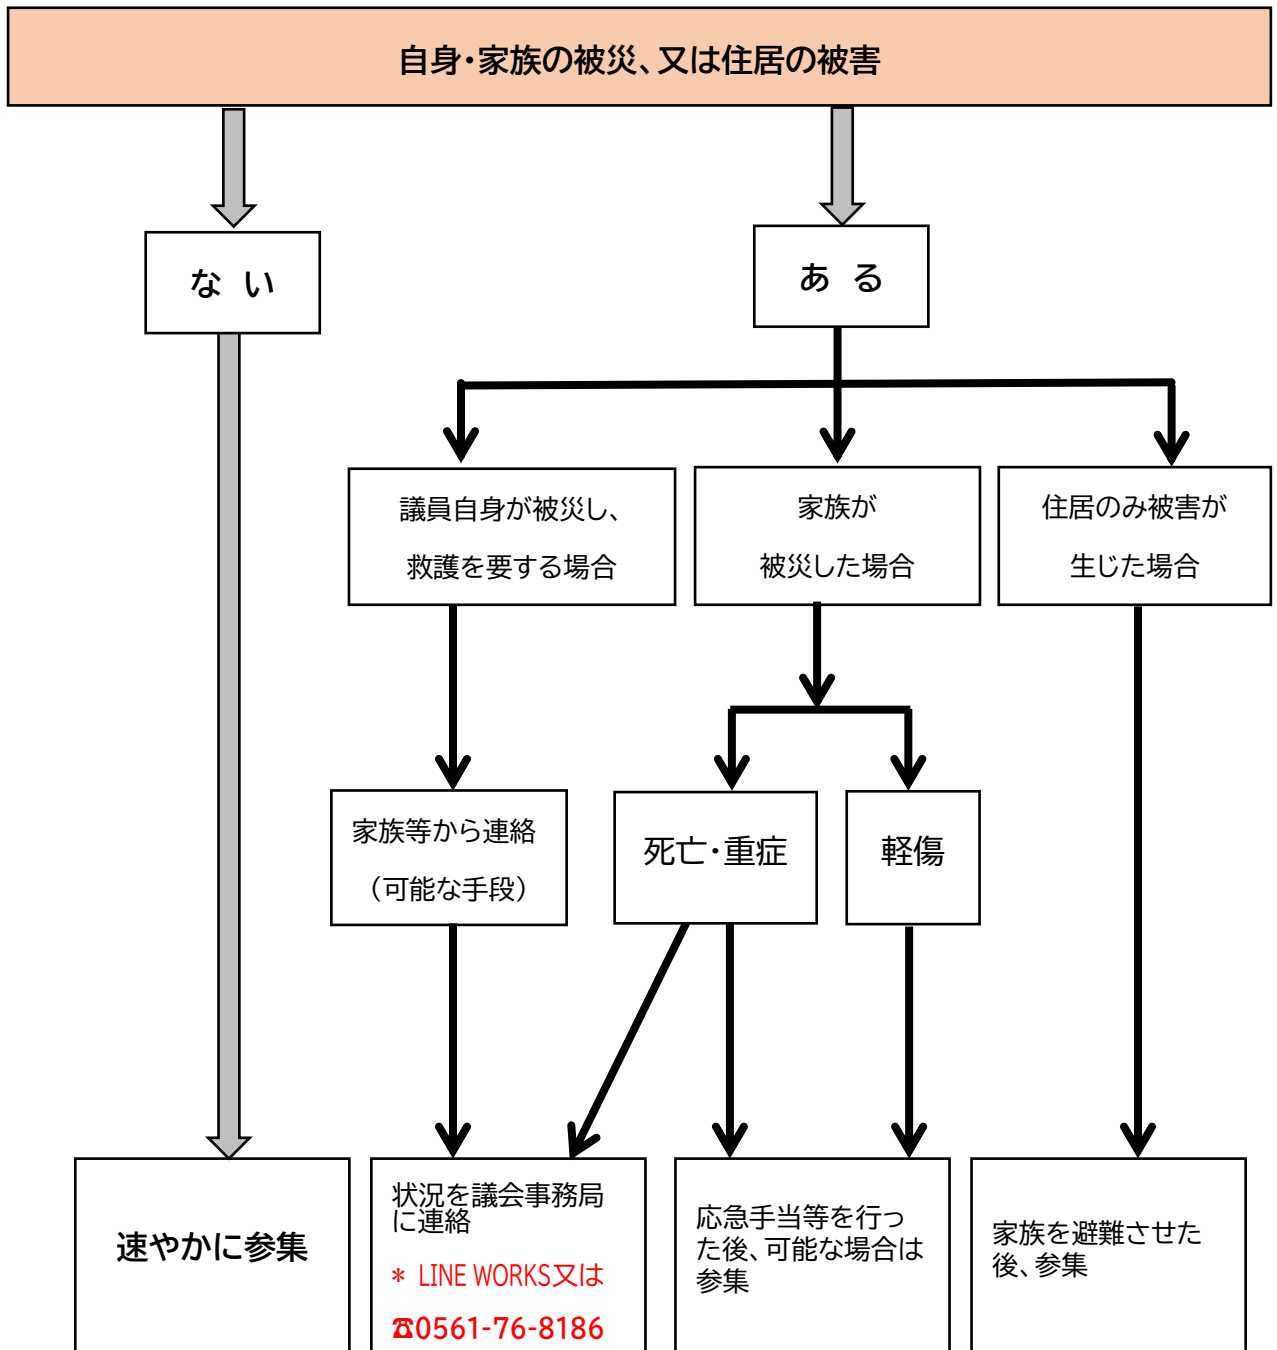 自身・家族の被災、又は住居の被害
な い
あ る
議員自身が被災し、
救護を要する場合
家族が
被災した場合
住居のみ被害が
生じた場合
家族等から連絡
（可能な手段）
死亡・重症
軽傷
速やかに参集
状況を議会事務局
に連絡
* LINE WORKS又は
☎0561-76-8186
応急手当等を行っ
た後、可能な場合は
参集
家族を避難させた
後、参集